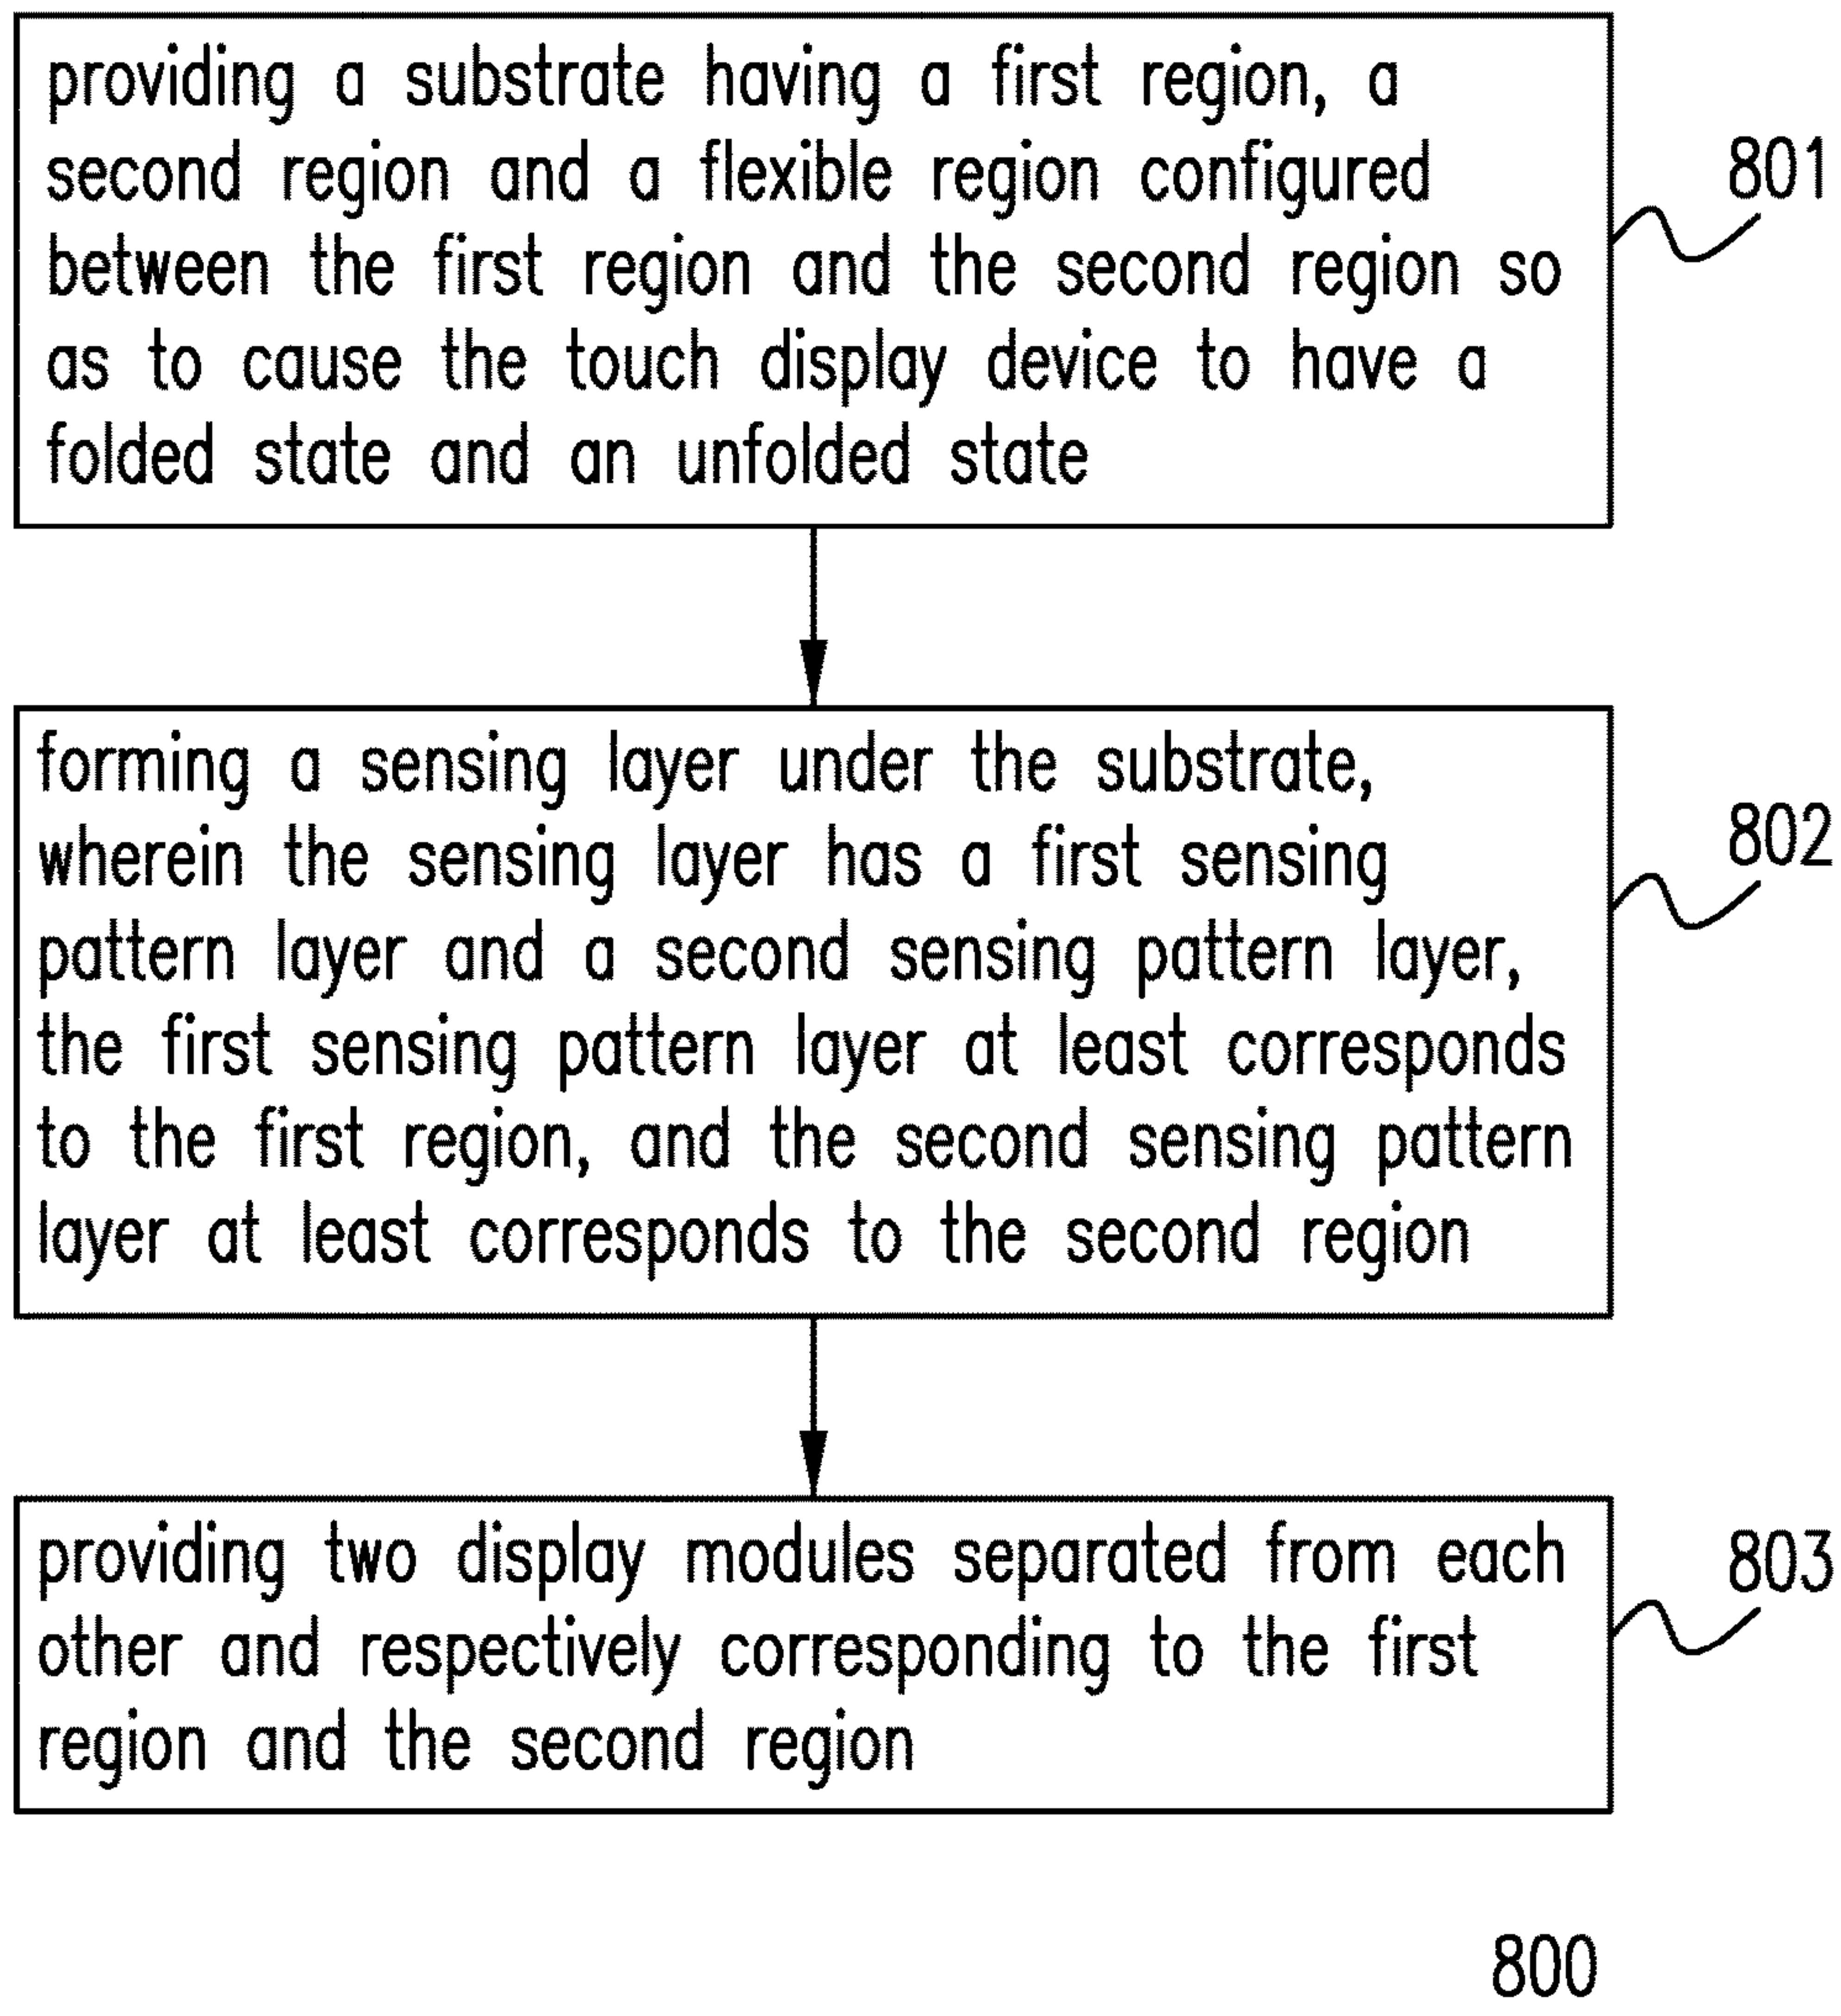 providing a substrate having a first region, a
second region and a flexible region configured
between the first region and the second region so
as to cause the touch display device to have a
folded state and an unfolded state
801
forming a sensing layer under the substrate,
wherein the sensing layer has a first sensing
pattern layer and a second sensing pattern layer,
the first sensing pattern layer at least corresponds
to the first region, and the second sensing pattern
layer at least corresponds to the second region
802
providing two display modules separated from each
other and respectively corresponding to the first
region and the second region
803
800